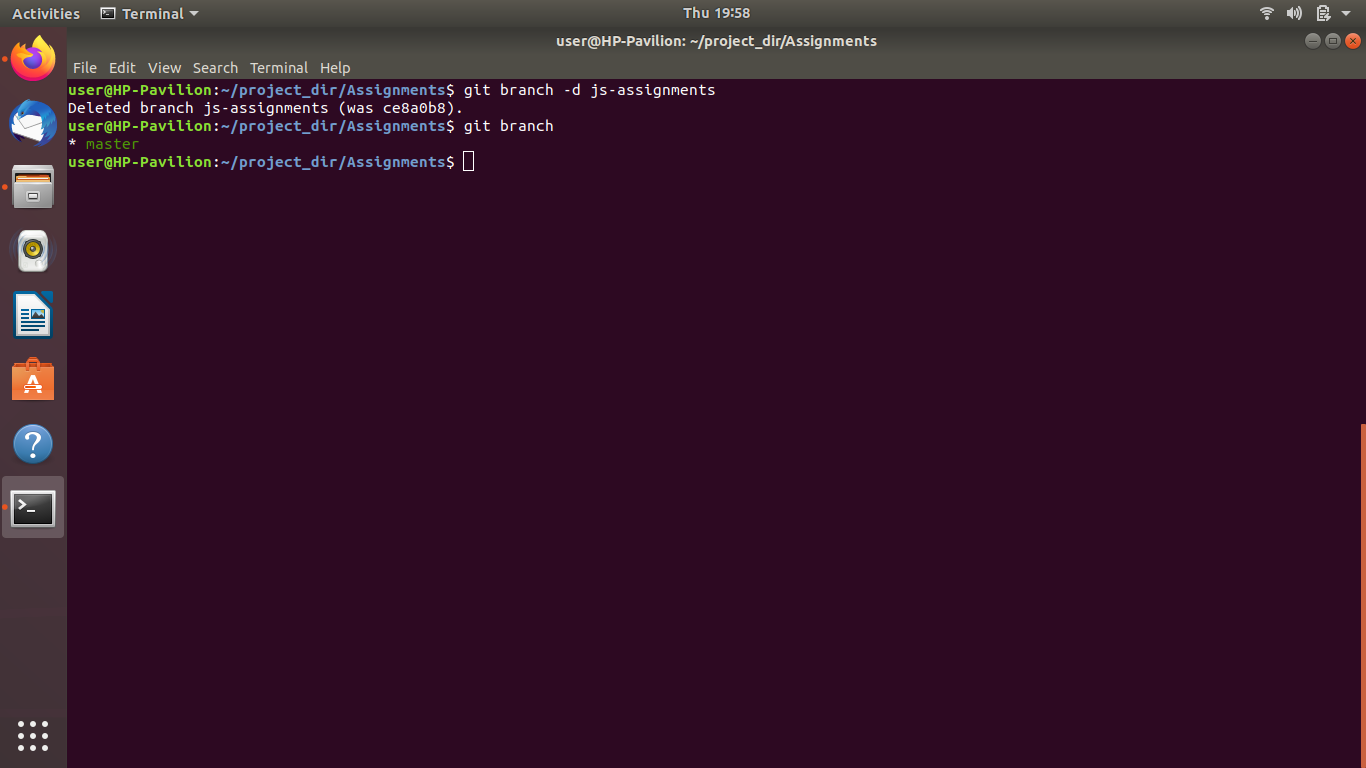 Activities Terminal Thu 19:58
user@HP-Pavilion: ~/project_dir/Assignments
File Edit View Search Terminal Help
user@HP-Pavilion:~/project_dir/Assignments$ git branch -d js-assignments
Deleted branch js-assignments (was ce8a0b8).
user@HP-Pavilion:~/project_dir/Assignments$ git branch
* master
user@HP-Pavilion:~/project_dir/Assignments$